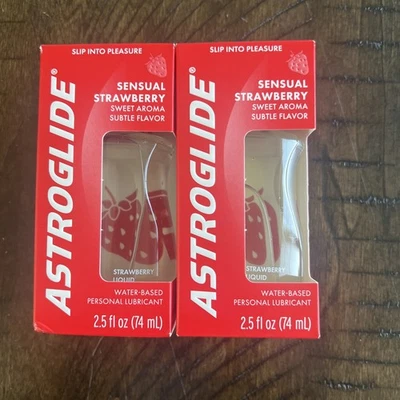 SLIP INTO PLEASURE
ASTROGLIDE®
SENSUAL
STRAWBERRY
SWEET AROMA
SUBTLE FLAVOR
STRAWBERRY
LIQUID
WATER-BASED
PERSONAL LUBRICANT
2.5 fl oz (74 mL)
SLIP INTO PLEASURE
ASTROGLIDE®
SENSUAL
STRAWBERRY
SWEET AROMA
SUBTLE FLAVOR
STRAWBERRY
LIQUID
WATER-BASED
PERSONAL LUBRICANT
2.5 fl oz (74 mL)